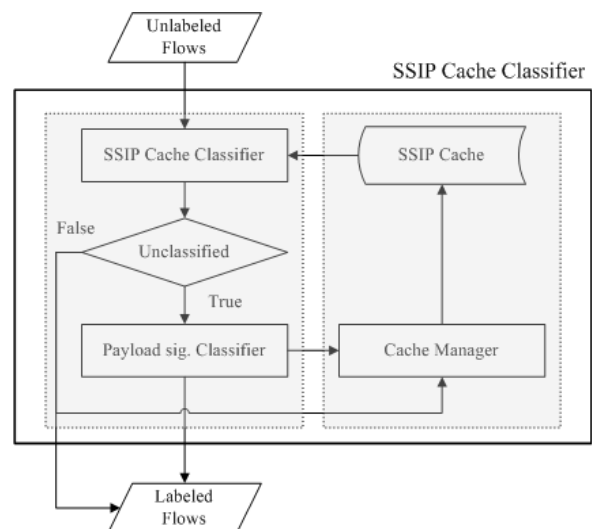 Unlabeled
Flows
SSIP Cache Classifier
SSIP Cache Classifier
SSIP Cache
False
Unclassified
True
Payload sig. Classifier
Cache Manager
Labeled
Flows